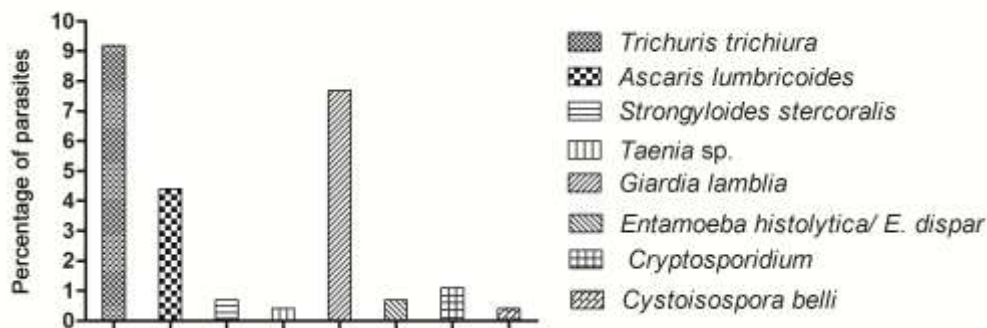 Percentage of parasites
10
9
8
7
6
5
4
3
2
1
0
Trichuris trichiura
Ascaris lumbricoides
Strongyloides stercoralis
Taenia sp.
Giardia lamblia
Entamoeba histolytica/ E. dispar
Cryptosporidium
Cystoisospora belli